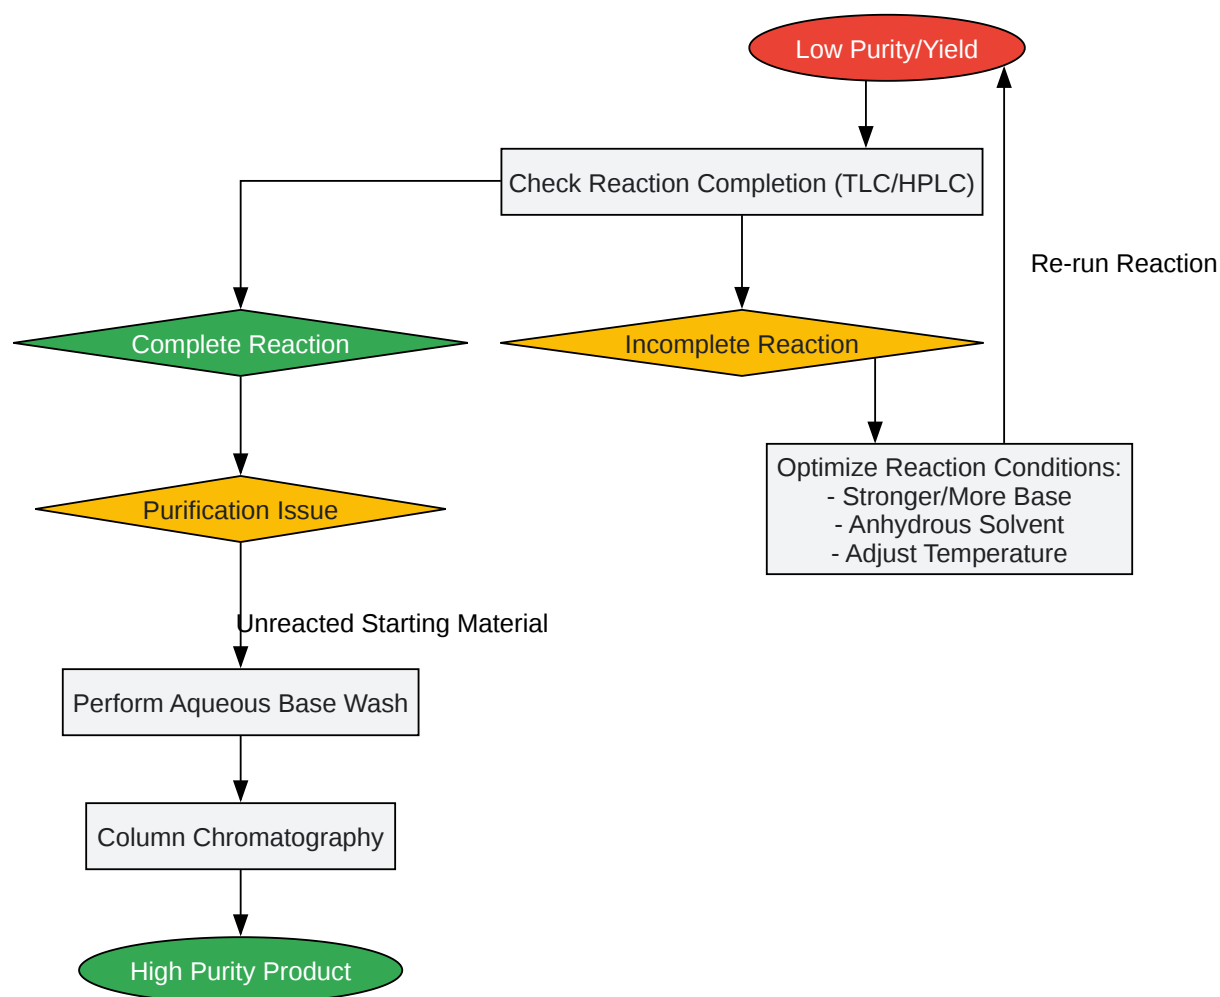 Low Purity/Yield
Check Reaction Completion (TLC/HPLC)
Re-run Reaction
Complete Reaction
Incomplete Reaction
Optimize Reaction Conditions:
- Stronger/More Base
- Anhydrous Solvent
- Adjust Temperature
Purification Issue
Unreacted Starting Material
Perform Aqueous Base Wash
Column Chromatography
High Purity Product